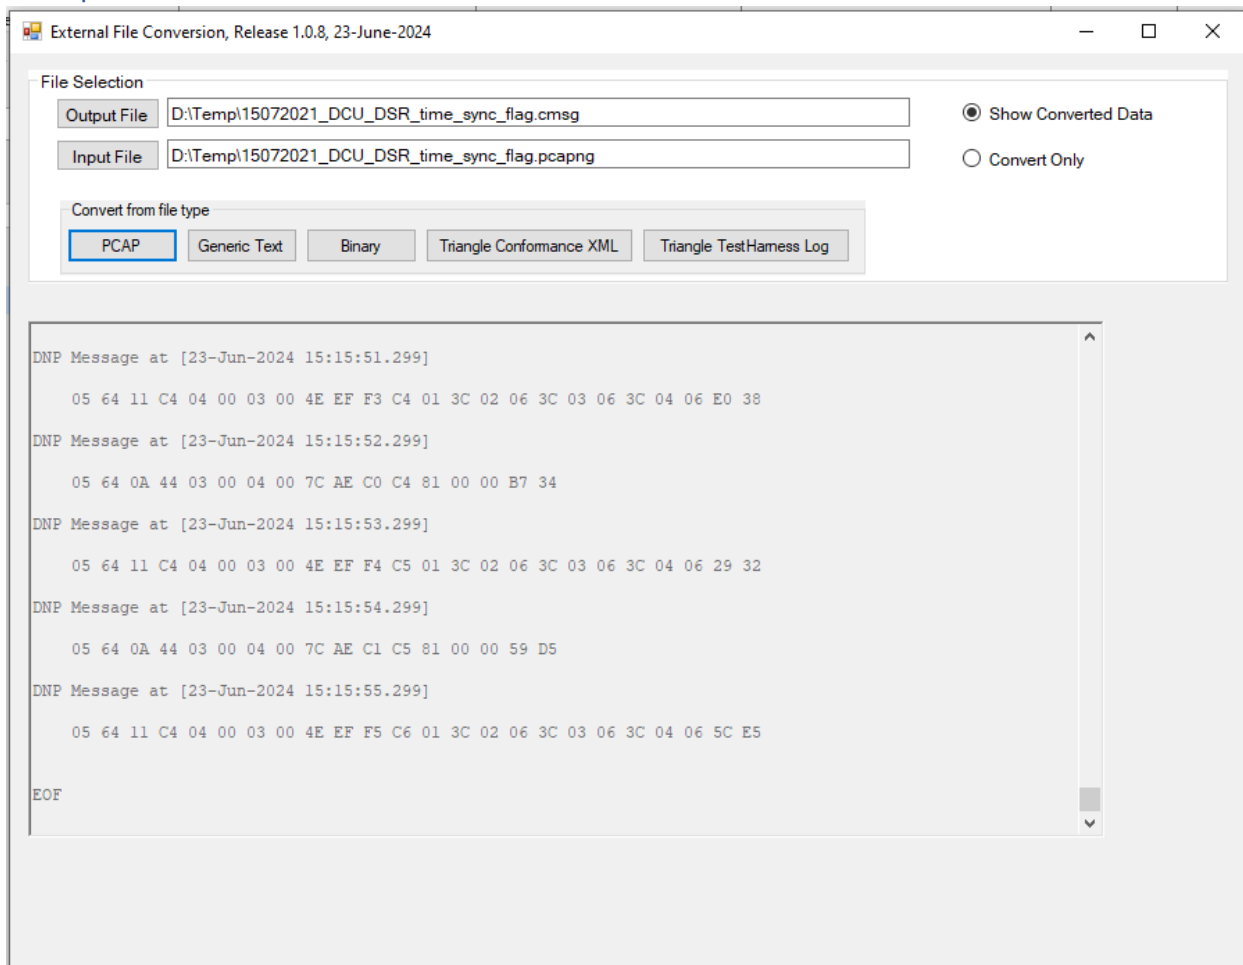 External File Conversion, Release 1.0.8, 23-June-2024
File Selection
Output File D:\Temp\15072021_DCU_DSR_time_sync_flag.cmsg Show Converted Data
Input File D:\Temp\15072021_DCU_DSR_time_sync_flag.pcapng Convert Only
Convert from file type
PCAP Generic Text Binary Triangle Conformance XML Triangle TestHarness Log
DNP Message at [23-Jun-2024 15:15:51.299]
05 64 11 C4 04 00 03 00 4E EF F3 C4 01 3C 02 06 3C 03 06 3C 04 06 E0 38
DNP Message at [23-Jun-2024 15:15:52.299]
05 64 0A 44 03 00 04 00 7C AE C0 C4 81 00 00 B7 34
DNP Message at [23-Jun-2024 15:15:53.299]
05 64 11 C4 04 00 03 00 4E EF F4 C5 01 3C 02 06 3C 03 06 3C 04 06 29 32
DNP Message at [23-Jun-2024 15:15:54.299]
05 64 0A 44 03 00 04 00 7C AE C1 C5 81 00 00 59 D5
DNP Message at [23-Jun-2024 15:15:55.299]
05 64 11 C4 04 00 03 00 4E EF F5 C6 01 3C 02 06 3C 03 06 3C 04 06 5C E5
EOF